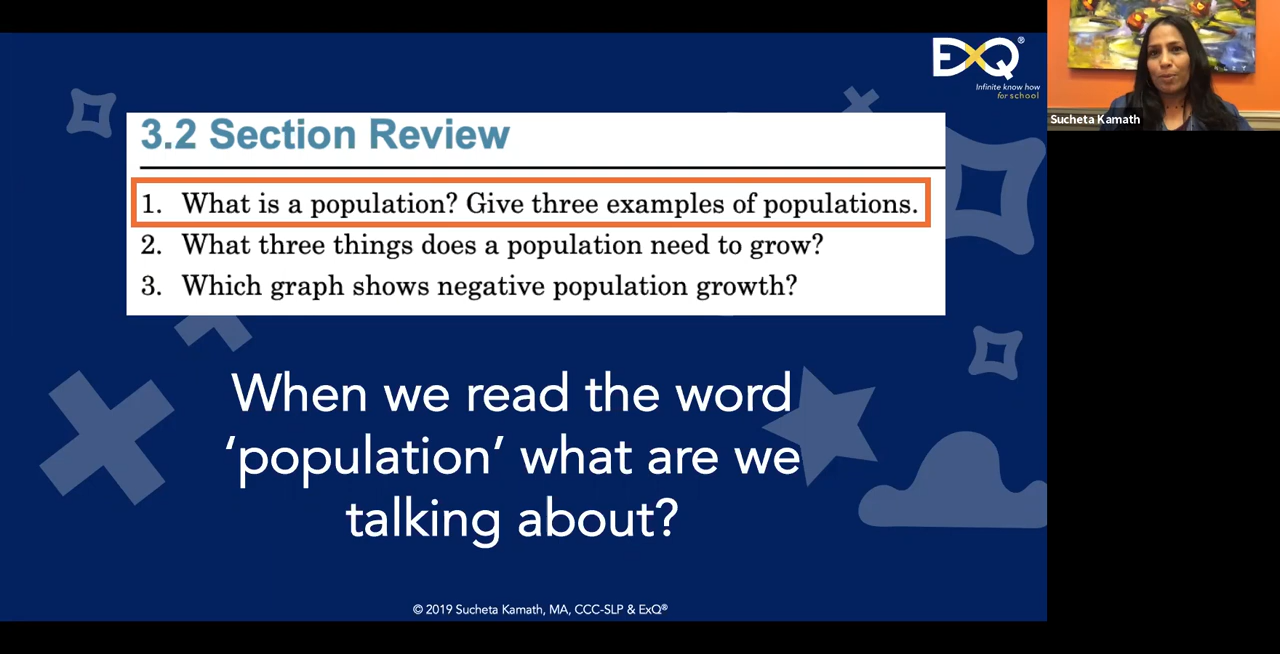 EXQ®
Infinite know how
for school
Sucheta Kamath
3.2 Section Review
1. What is a population? Give three examples of populations.
2. What three things does a population need to grow?
3. Which graph shows negative population growth?
When we read the word
‘population’ what are we
talking about?
© 2019 Sucheta Kamath, MA, CCC-SLP & ExQ®